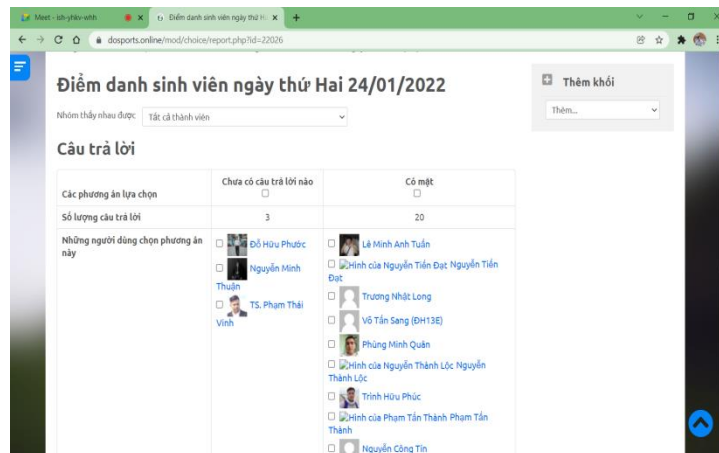 Meet - ish-yhkv-whh
Điểm danh sinh viên ngày thứ H
dosports.online/mod/choice/report.php?id=22026
Điểm danh sinh viên ngày thứ Hai 24/01/2022
Nhóm thấy nhau được Tất cả thành viên
Câu trả lời
Các phương án lựa chọn
Chưa có câu trả lời nào
Có mặt
Số lượng câu trả lời
3
20
Những người dùng chọn phương án này
Đỗ Hữu Phước
Nguyễn Minh
Thuận
TS. Phạm Thái
Vinh
Lê Minh Anh Tuấn
Hình của Nguyễn Tiến Đạt Nguyễn Tiến
Đạt
Trương Nhật Long
Võ Tấn Sang (ĐH13E)
Phùng Minh Quân
Hình của Nguyễn Thành Lộc Nguyễn
Thành Lộc
Trình Hữu Phúc
Hình của Phạm Tấn Thành Phạm Tấn
Thành
Nguyễn Công Tín
Thêm khối
Thêm...